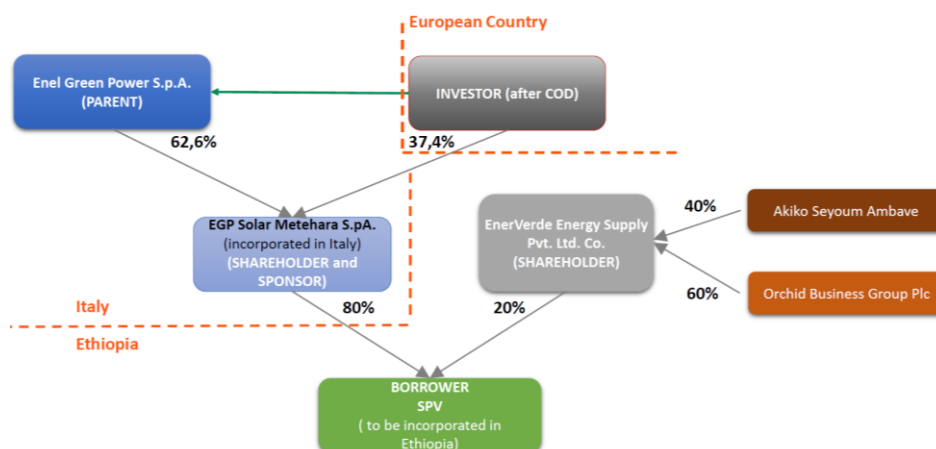 European Country
Enel Green Power S.p.A.
(PARENT)
INVESTOR (after COD)
62,6%
37,4%
EGP Solar Metehara S.pA.
(incorporated in Italy)
(SHAREHOLDER and
SPONSOR)
EnerVerde Energy Supply
Pvt. Ltd. Co.
(SHAREHOLDER)
40%
Akiko Seyoum Ambave
60%
Orchid Business Group Plc
Italy
80%
20%
Ethiopia
BORROWER
SPV
( to be incorporated in
Ethiopia)